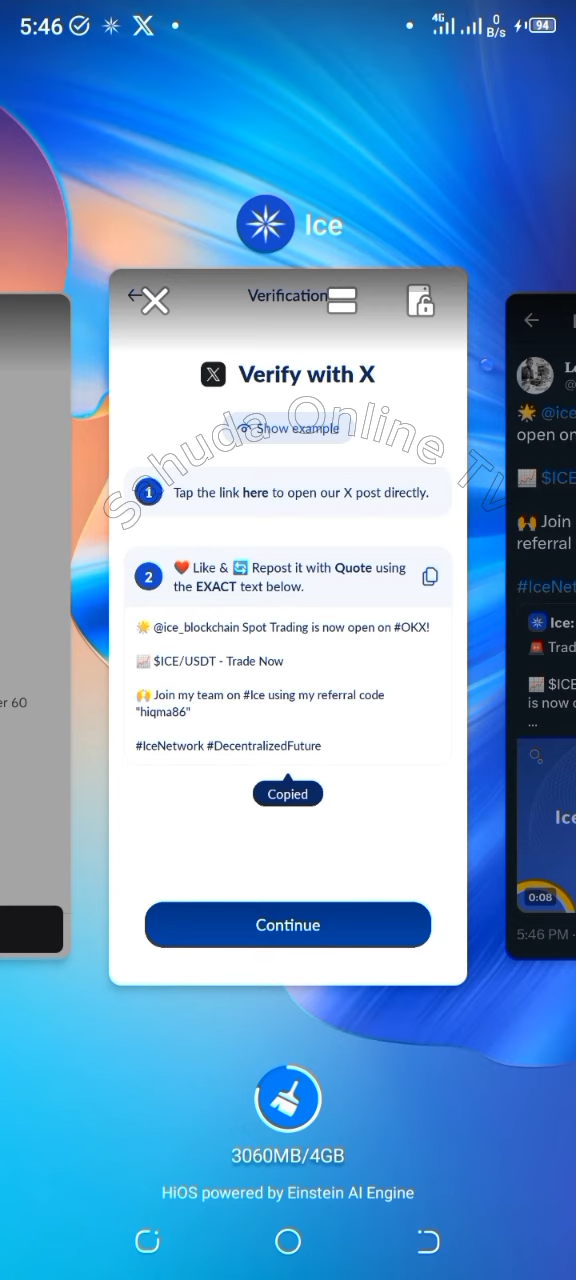 5:46
4G
0
B/s
94
Ice
Verification
Verify with X
Show example
Sohuda Online TV
1
Tap the link here to open our X post directly.
2
❤️ Like & 🔄 Repost it with Quote using
the EXACT text below.
🌟 @ice_blockchain Spot Trading is now open on #OKX!
📈 $ICE/USDT - Trade Now
🙌 Join my team on #Ice using my referral code
"hiqma86"
#IceNetwork #DecentralizedFuture
Copied
Continue
60
🌟 @ice
open on
📈 $ICE
🙌 Join
referral
#IceNet
Ice:
🚨 Trad
📈 $ICE
is now
...
Ice
0:08
5:46 PM ·
3060MB/4GB
HiOS powered by Einstein AI Engine